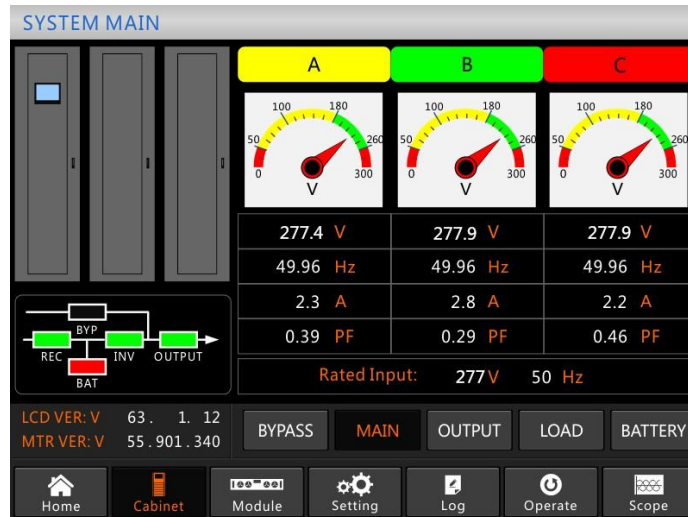 SYSTEM MAIN
A B C
100 180 100 180 100 180
50 260 50 260 50 260
0 300 0 300 0 300
V V V
277.4 V 277.9 V 277.9 V
49.96 Hz 49.96 Hz 49.96 Hz
2.3 A 2.8 A 2.2 A
0.39 PF 0.29 PF 0.46 PF
Rated Input: 277 V 50 Hz
BYP
REC INV OUTPUT
BAT
LCD VER: V 63. 1. 12
MTR VER: V 55.901.340
BYPASS MAIN OUTPUT LOAD BATTERY
Home Cabinet Module Setting Log Operate Scope